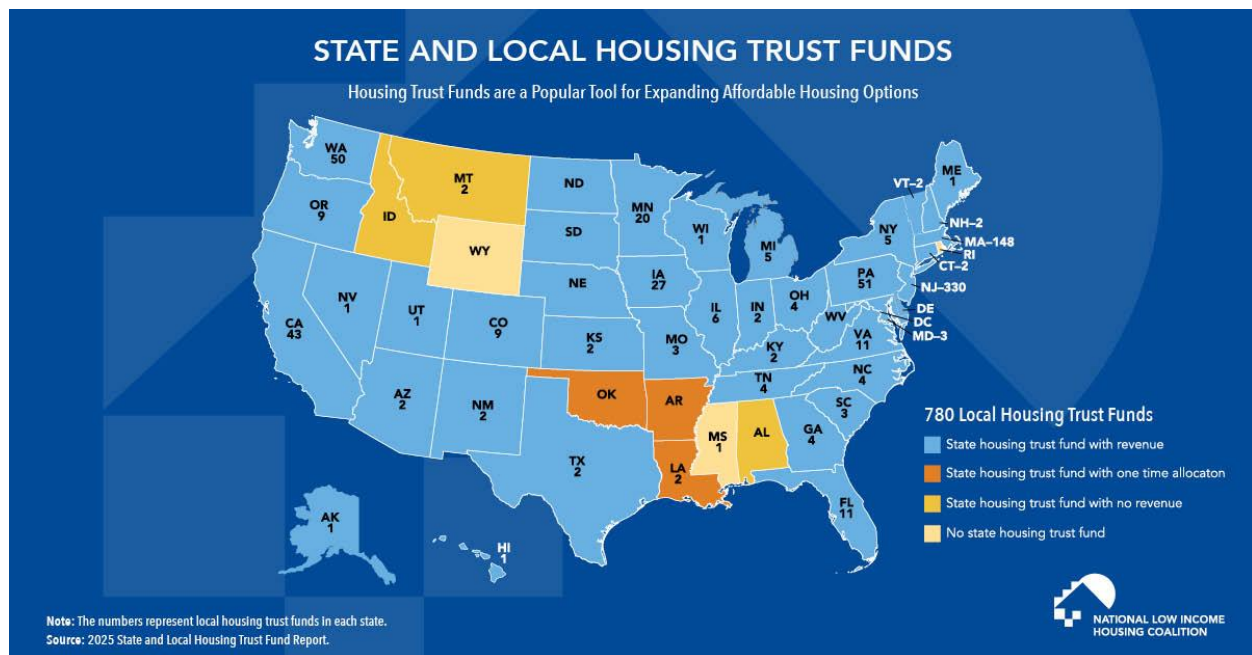 STATE AND LOCAL HOUSING TRUST FUNDS
Housing Trust Funds are a Popular Tool for Expanding Affordable Housing Options
WA
50
MT
2
ND
ME
1
VT–2
OR
9
ID
MN
20
SD
WI
1
MI
5
NY
5
NH–2
MA–148
RI
CT–2
WY
NE
IA
27
PA
51
NJ–330
NV
1
UT
1
CO
9
CA
43
KS
2
MO
3
IL
6
IN
2
OH
4
WV
KY
2
VA
11
DE
DC
MD–3
AZ
2
NM
2
OK
AR
TN
4
NC
4
SC
3
TX
2
LA
2
MS
1
AL
GA
4
FL
11
AK
1
HI
1
780 Local Housing Trust Funds
State housing trust fund with revenue
State housing trust fund with one time allocaton
State housing trust fund with no revenue
No state housing trust fund
Note: The numbers represent local housing trust funds in each state.
Source: 2025 State and Local Housing Trust Fund Report.
NATIONAL LOW INCOME
HOUSING COALITION